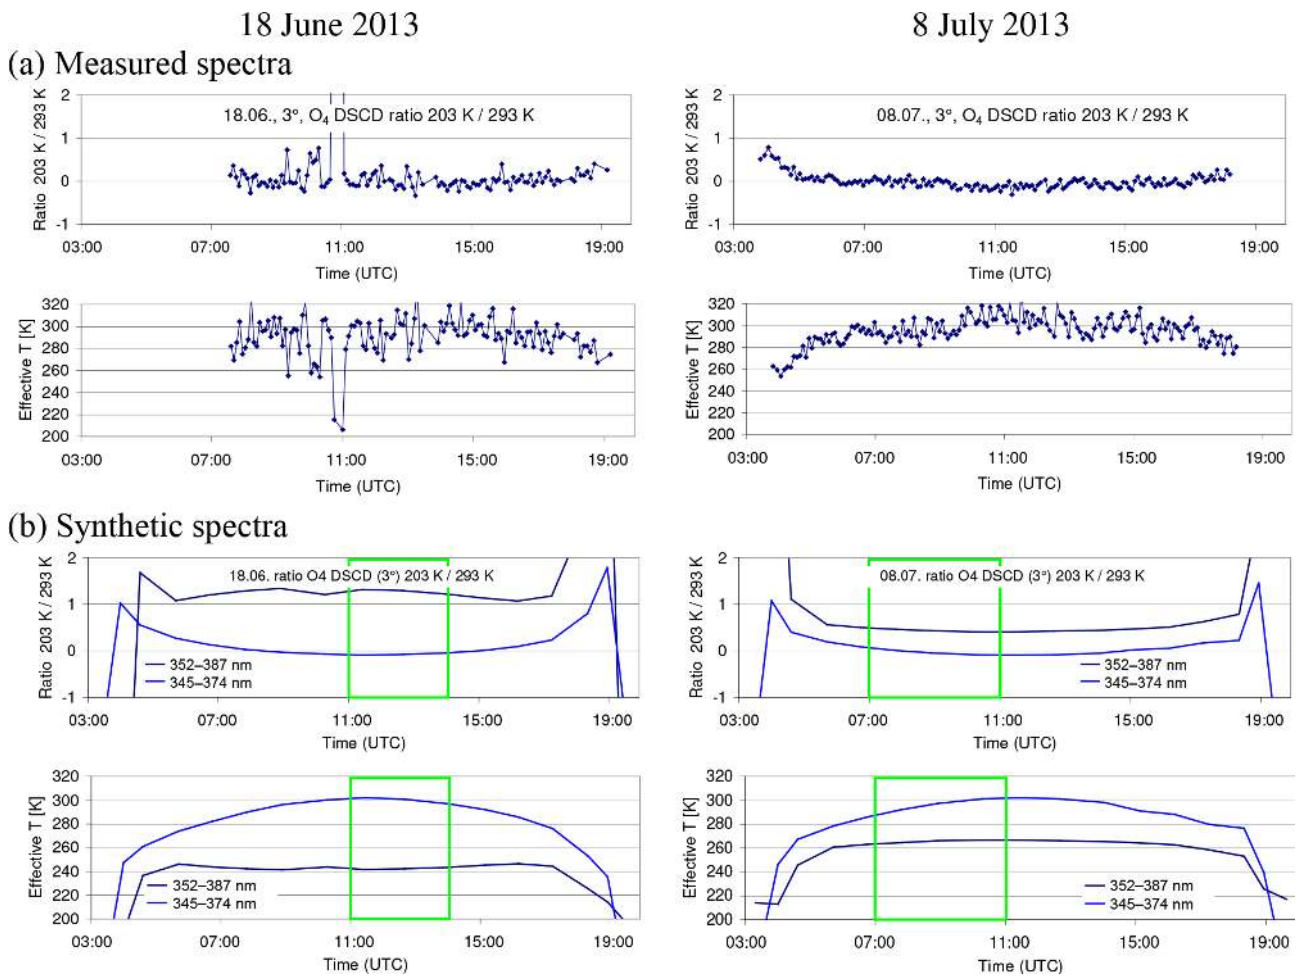 18 June 2013
8 July 2013
(a) Measured spectra
Ratio 203 K / 293 K
2
1
0
-1
18.06., 3°, O₄ DSCD ratio 203 K / 293 K
03:00 07:00 11:00 15:00 19:00
Time (UTC)
Ratio 203 K / 293 K
2
1
0
-1
08.07., 3°, O₄ DSCD ratio 203 K / 293 K
03:00 07:00 11:00 15:00 19:00
Time (UTC)
Effective T [K]
320
300
280
260
240
220
200
03:00 07:00 11:00 15:00 19:00
Time (UTC)
Effective T [K]
320
300
280
260
240
220
200
03:00 07:00 11:00 15:00 19:00
Time (UTC)
(b) Synthetic spectra
Ratio 203 K / 293 K
2
1
0
-1
18.06. ratio O4 DSCD (3°) 203 K / 293 K
352–387 nm
345–374 nm
03:00 07:00 11:00 15:00 19:00
Time (UTC)
Ratio 203 K / 293 K
2
1
0
-1
08.07. ratio O4 DSCD (3°) 203 K / 293 K
352–387 nm
345–374 nm
03:00 07:00 11:00 15:00 19:00
Time (UTC)
Effective T [K]
320
300
280
260
240
220
200
352–387 nm
345–374 nm
03:00 07:00 11:00 15:00 19:00
Time (UTC)
Effective T [K]
320
300
280
260
240
220
200
352–387 nm
345–374 nm
03:00 07:00 11:00 15:00 19:00
Time (UTC)